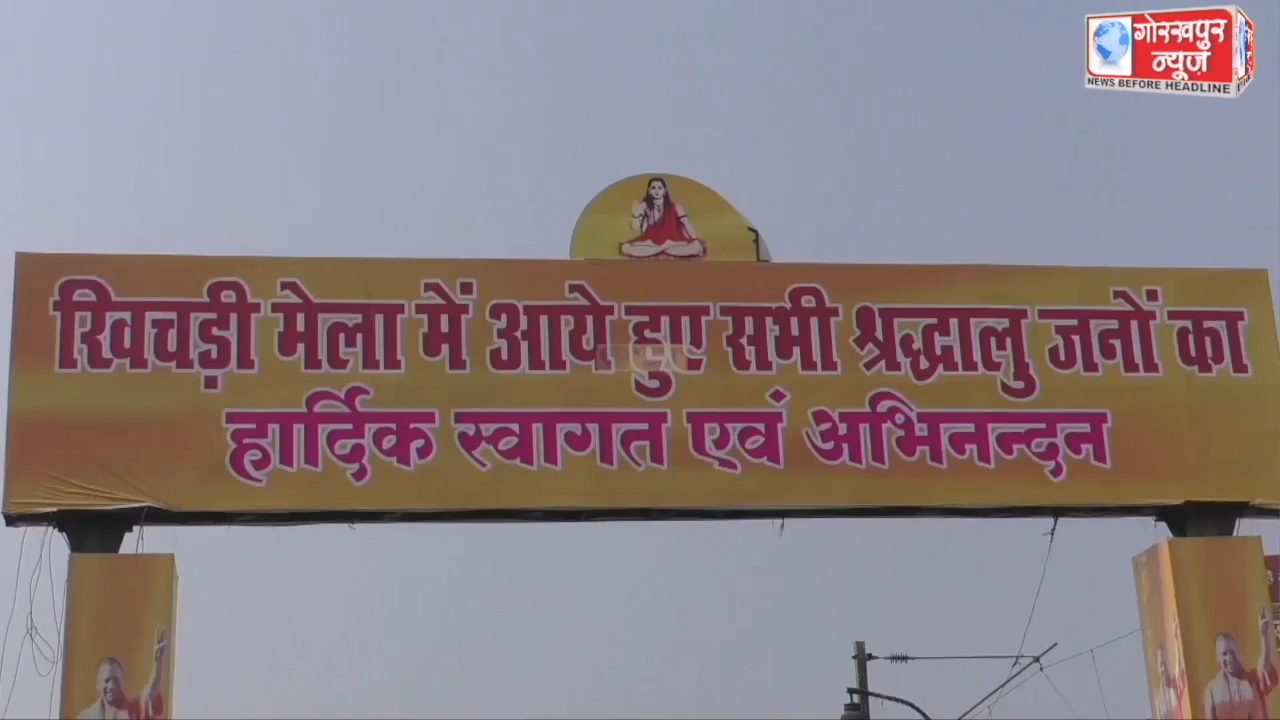 गोरखपुर
न्यूज़
NEWS BEFORE HEADLINE
खिचड़ी मेला में आये हुए सभी श्रद्धालु जनों का
हार्दिक स्वागत एवं अभिनन्दन